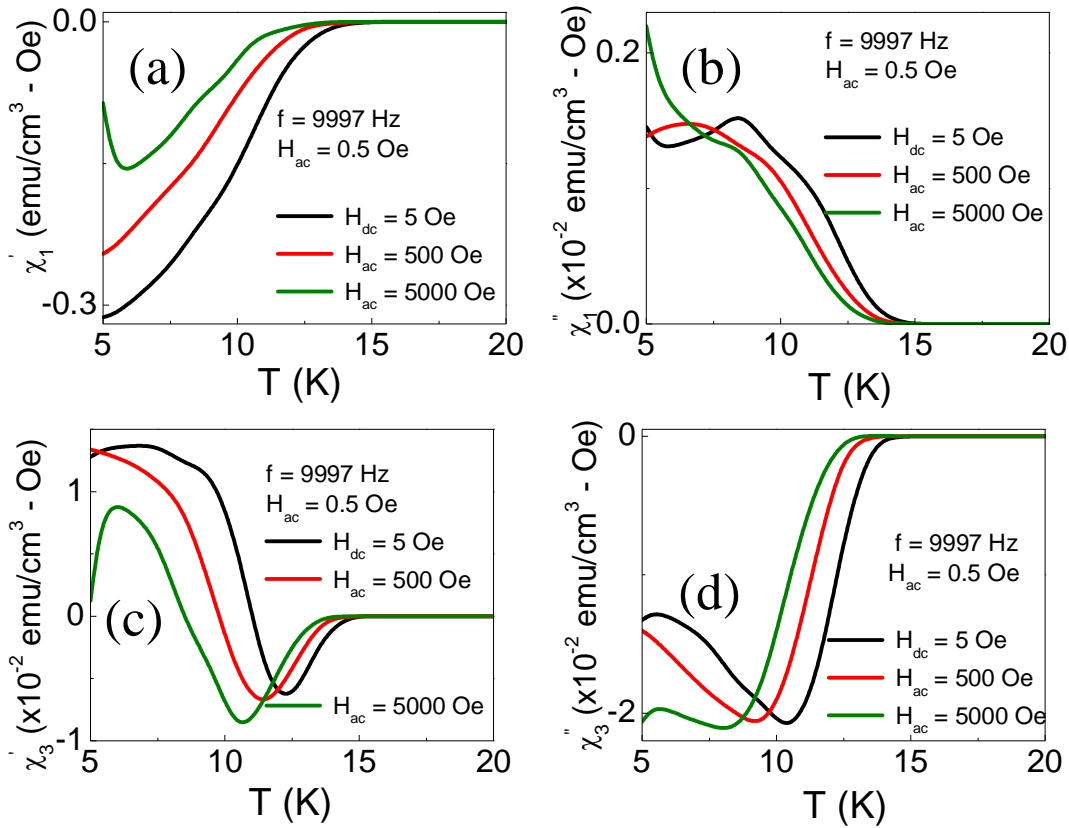 (a)
f = 9997 Hz
H_ac = 0.5 Oe
H_dc = 5 Oe
H_ac = 500 Oe
H_ac = 5000 Oe
0.0
-0.3
5 10 15 20
T (K)
χ'_1 (emu/cm^3 - Oe)
(b)
f = 9997 Hz
H_ac = 0.5 Oe
H_dc = 5 Oe
H_ac = 500 Oe
H_ac = 5000 Oe
0.2
0.0
5 10 15 20
T (K)
χ''_1 (x10^-2 emu/cm^3 - Oe)
(c)
f = 9997 Hz
H_ac = 0.5 Oe
H_dc = 5 Oe
H_ac = 500 Oe
H_ac = 5000 Oe
1
0
-1
5 10 15 20
T (K)
χ'_3 (x10^-2 emu/cm^3 - Oe)
(d)
f = 9997 Hz
H_ac = 0.5 Oe
H_dc = 5 Oe
H_ac = 500 Oe
H_ac = 5000 Oe
0
-2
5 10 15 20
T (K)
χ''_3 (x10^-2 emu/cm^3 - Oe)